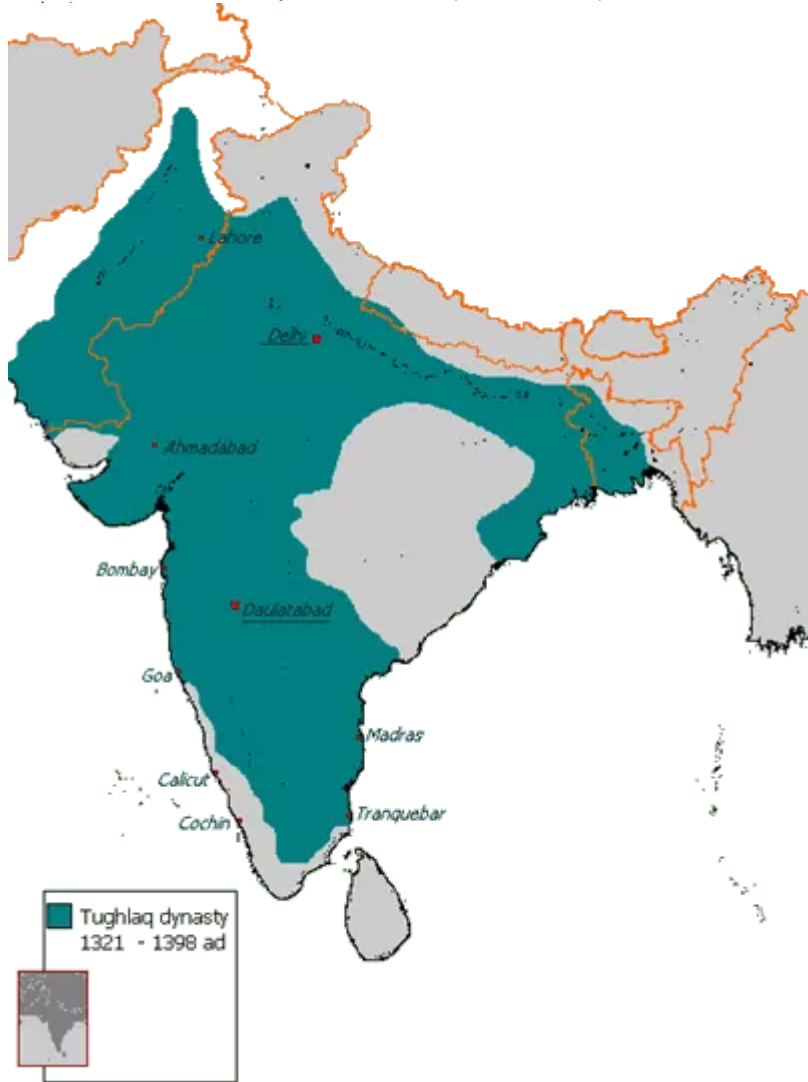 Lahore
Delhi
Ahmadabad
Bombay
Daulatabad
Goa
Madras
Calicut
Cochin
Tranquebar
Tughlaq dynasty
1321 - 1398 ad